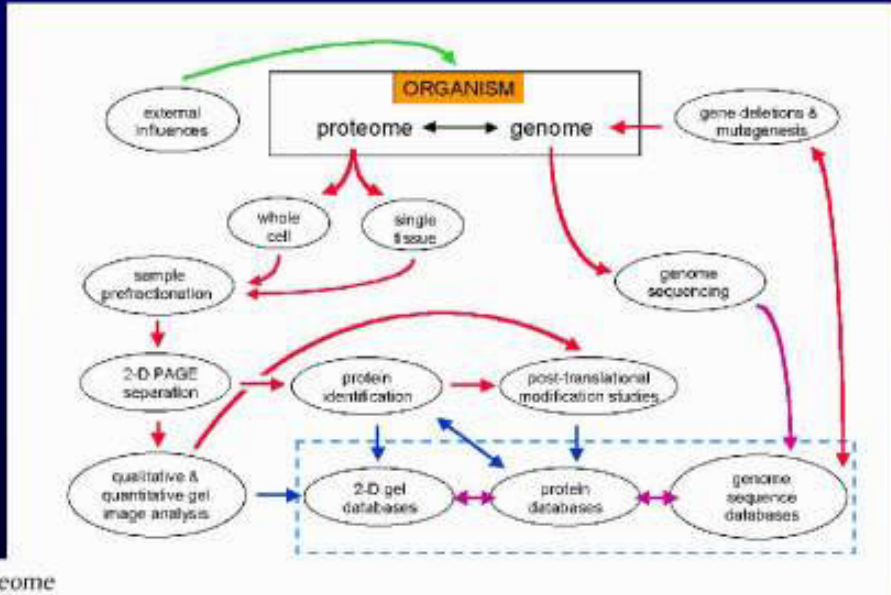 ORGANISM
proteome
genome
external
influences
gene deletions &
mutagenesis
whole
cell
single
tissue
sample
prefractionation
genome
sequencing
2-D PAGE
separation
protein
identification
post-translational
modification studies
qualitative &
quantitative gel
image analysis
2-D gel
databases
protein
databases
genome
sequence
databases
eome